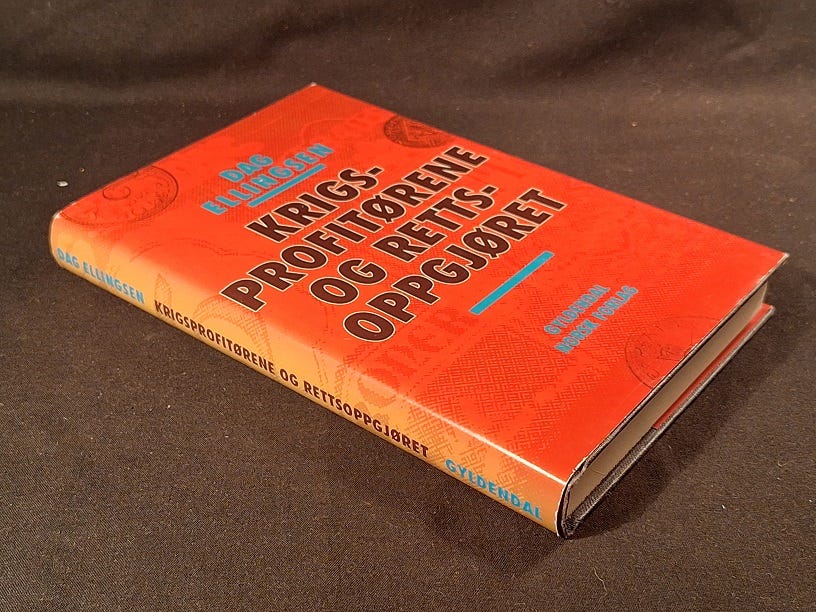 DAG
ELLINGSEN
KRIGS-
PROFITØRENE
OG RETTS-
OPPGJØRET
GYLDENDAL
NORSK FORLAG
DAG ELLINGSEN KRIGSPROFITØRENE OG RETTSOPPGJØRET GYLDENDAL